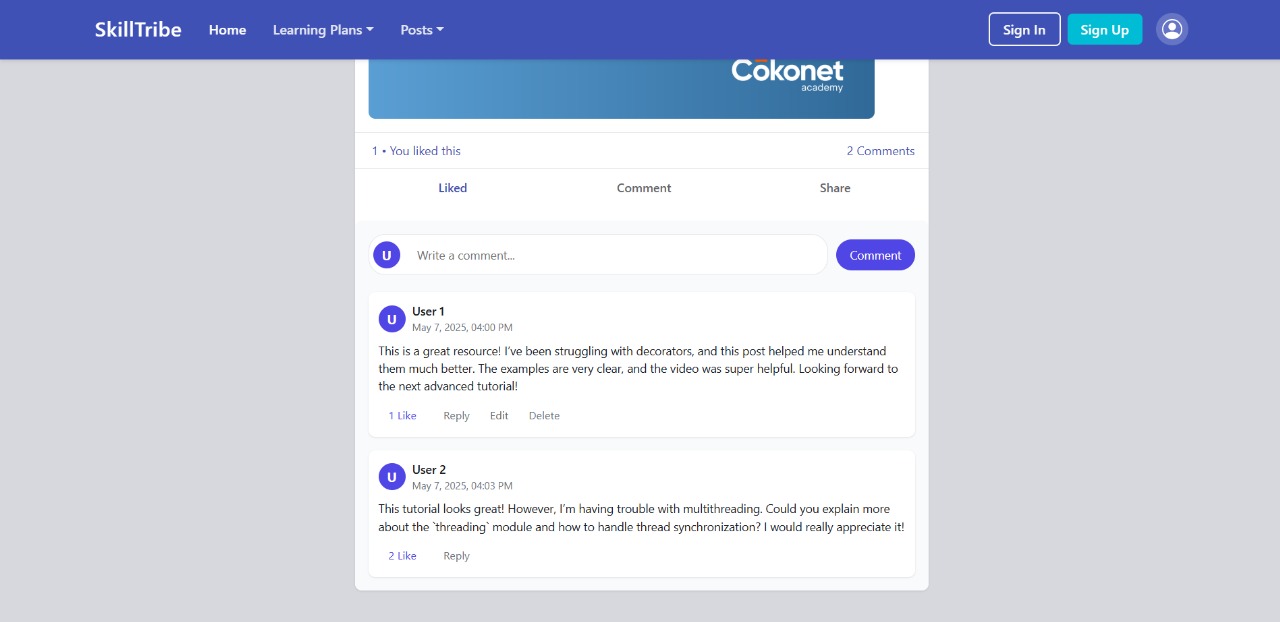 SkillTribe Home Learning Plans Posts Sign In Sign Up
Cokonet
academy
1 • You liked this 2 Comments
Liked Comment Share
U Write a comment... Comment
U User 1
May 7, 2025, 04:00 PM
This is a great resource! I've been struggling with decorators, and this post helped me understand
them much better. The examples are very clear, and the video was super helpful. Looking forward to
the next advanced tutorial!
1 Like Reply Edit Delete
U User 2
May 7, 2025, 04:03 PM
This tutorial looks great! However, I'm having trouble with multithreading. Could you explain more
about the `threading` module and how to handle thread synchronization? I would really appreciate it!
2 Like Reply